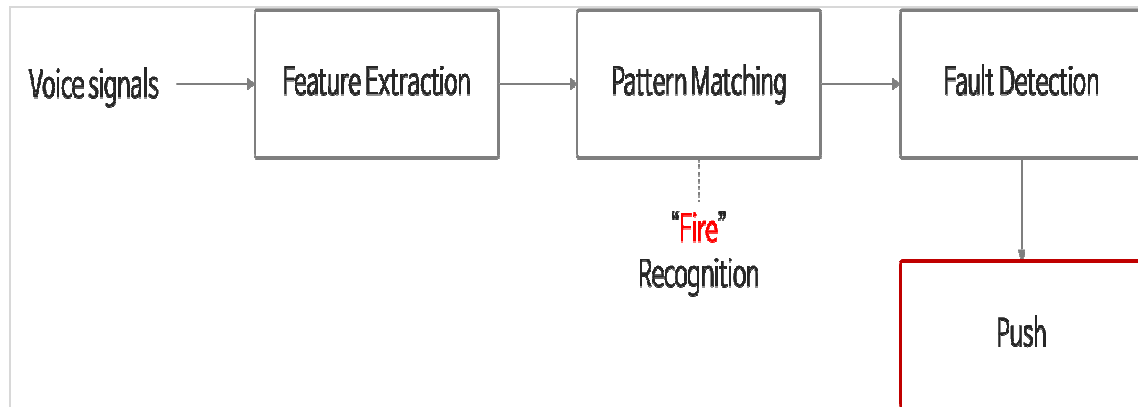 Voice signals
Feature Extraction
Pattern Matching
Fault Detection
“Fire”
Recognition
Push